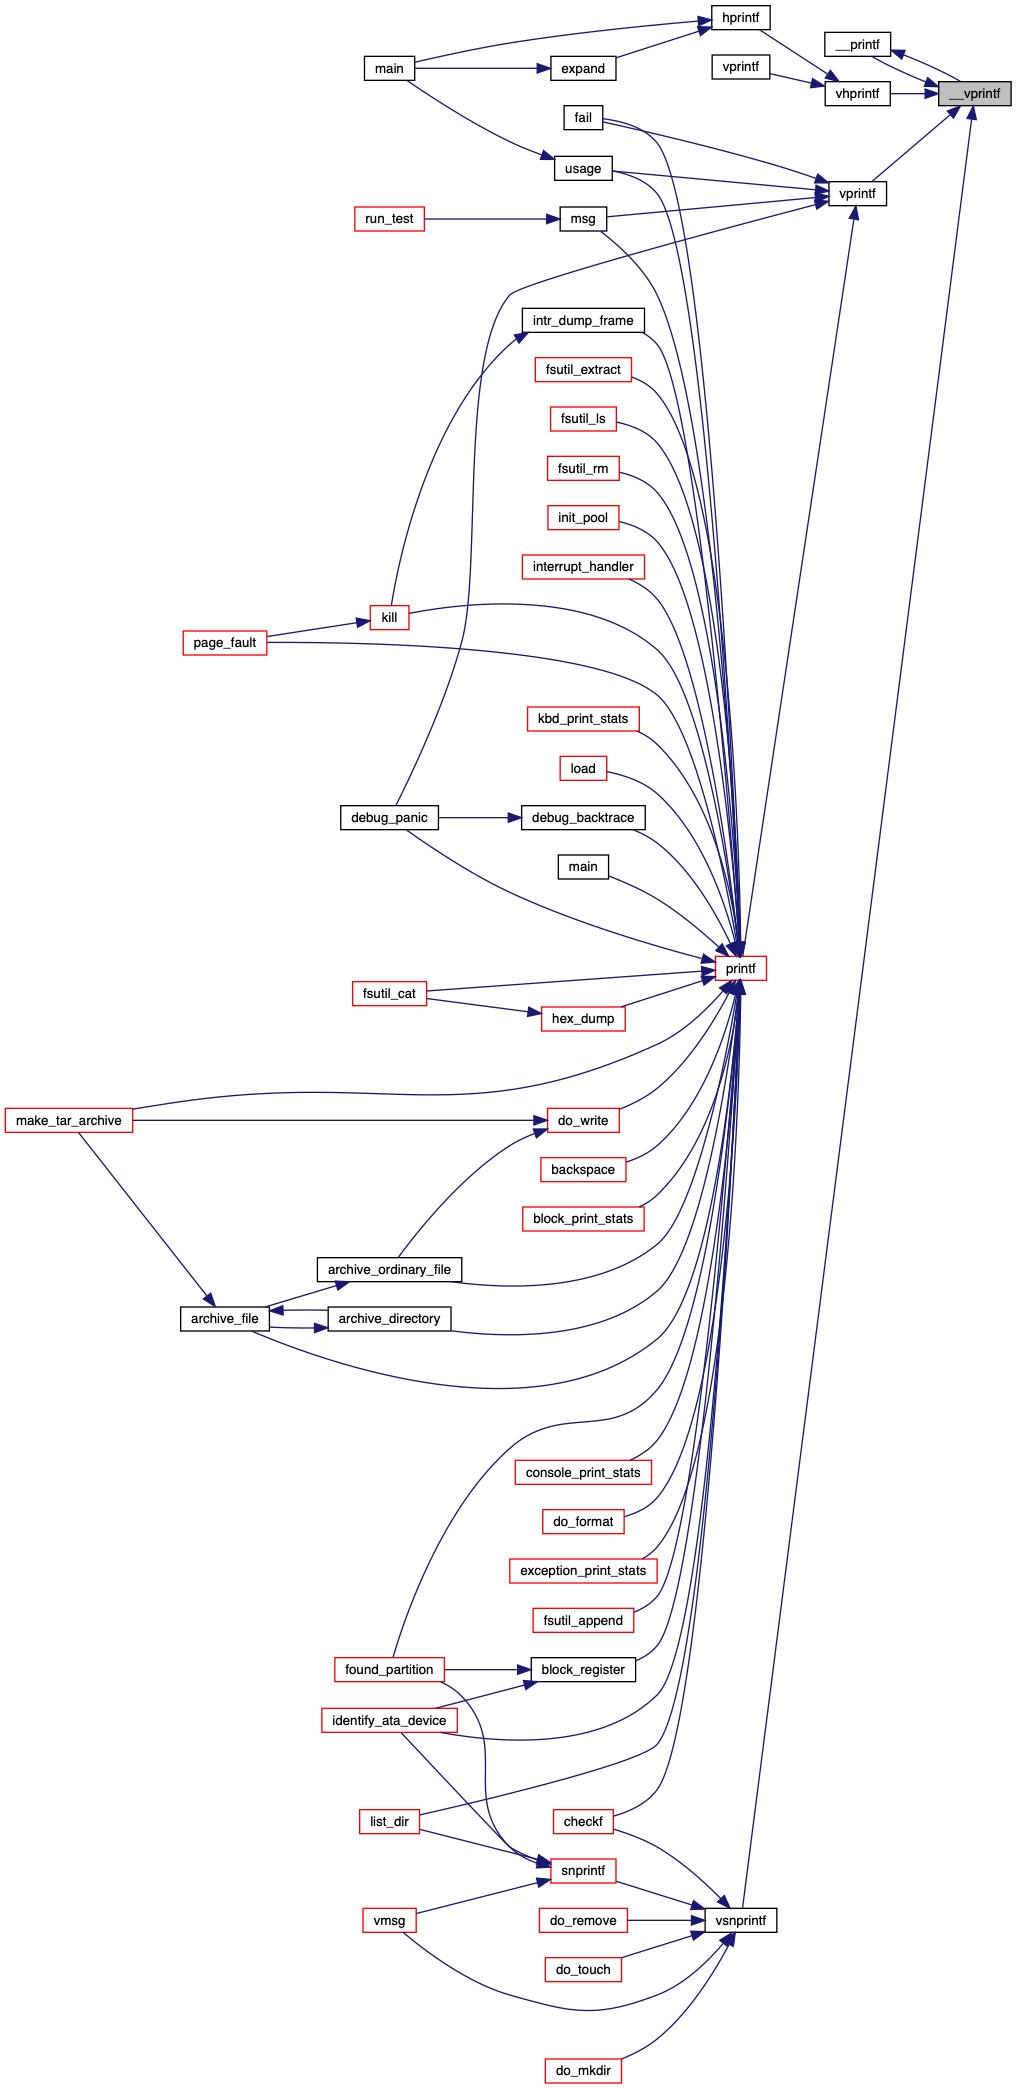 hprintf
__printf
main
expand
vprintf
vhprintf
__vprintf
fail
usage
vprintf
run_test
msg
intr_dump_frame
fsutil_extract
fsutil_ls
fsutil_rm
init_pool
interrupt_handler
kill
page_fault
kbd_print_stats
load
debug_panic
debug_backtrace
main
printf
fsutil_cat
hex_dump
make_tar_archive
do_write
backspace
block_print_stats
archive_ordinary_file
archive_file
archive_directory
console_print_stats
do_format
exception_print_stats
fsutil_append
found_partition
block_register
identify_ata_device
list_dir
checkf
snprintf
vmsg
do_remove
vsnprintf
do_touch
do_mkdir